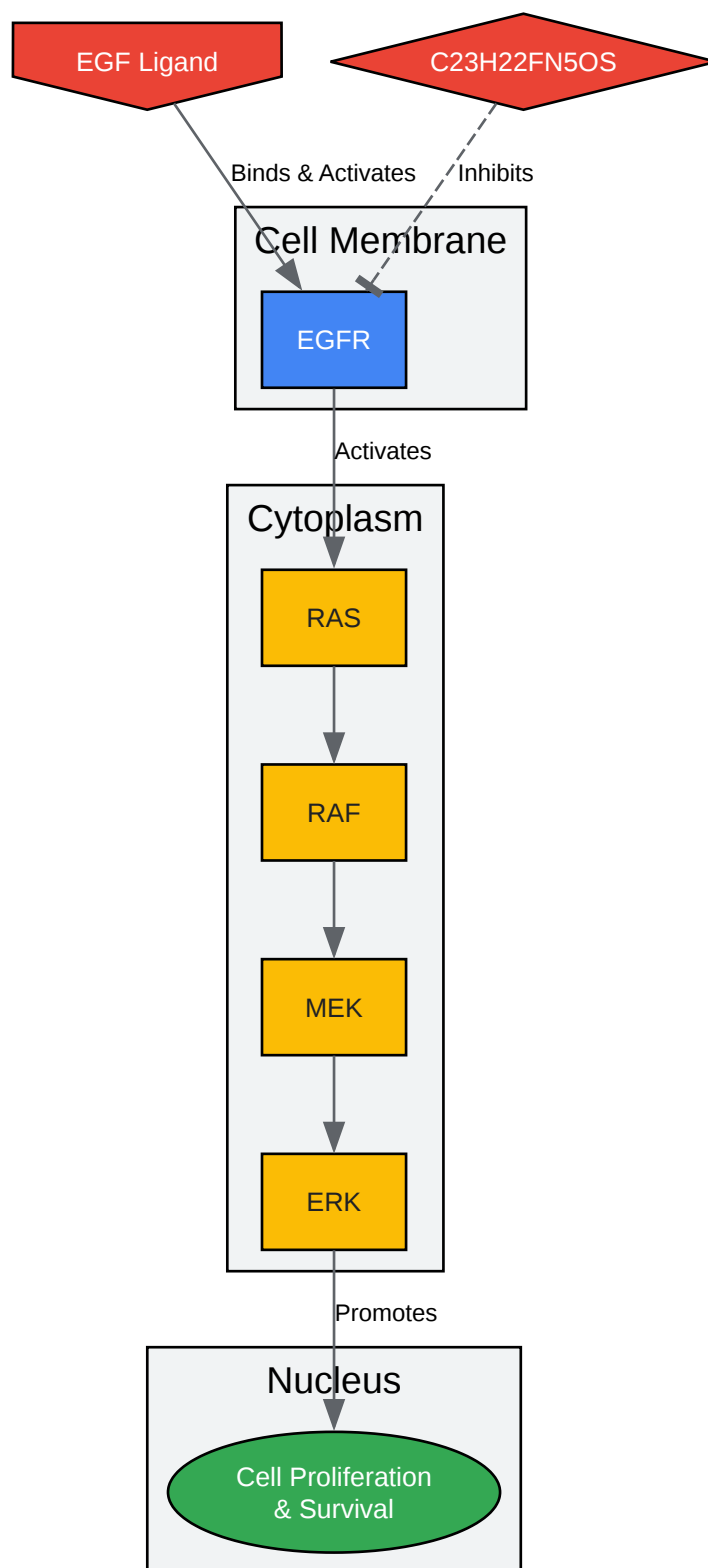 EGF Ligand
C23H22FN5OS
Binds & Activates
Inhibits
Cell Membrane
EGFR
Activates
Cytoplasm
RAS
RAF
MEK
ERK
Promotes
Nucleus
Cell Proliferation
& Survival